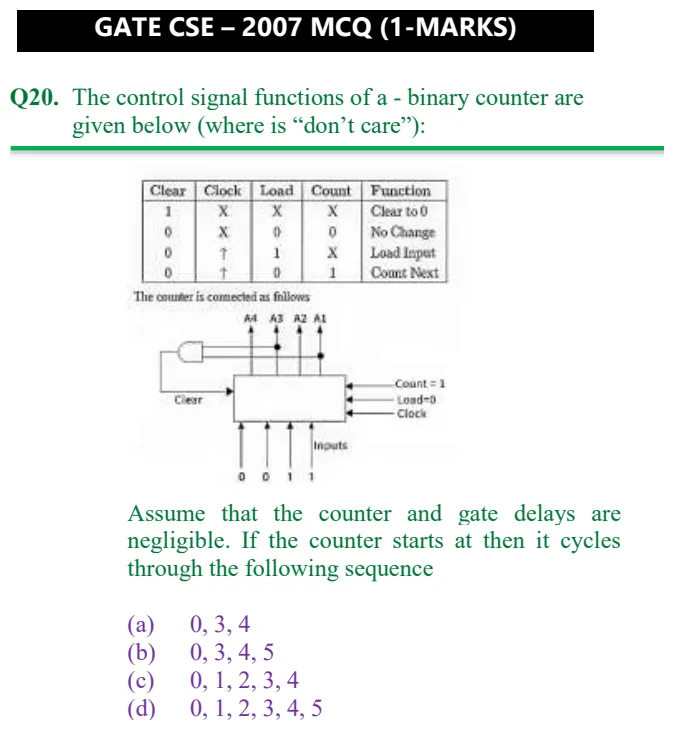 GATE CSE – 2007 MCQ (1-MARKS)
Q20. The control signal functions of a - binary counter are
given below (where is “don’t care”):
Clear Clock Load Count Function
1 X X X Clear to 0
0 X 0 0 No Change
0 ↑ 1 X Load Input
0 ↑ 0 1 Count Next
The counter is connected as follows
A4 A3 A2 A1
Count = 1
Clear
Load=0
Clock
Inputs
0 0 1 1
Assume that the counter and gate delays are
negligible. If the counter starts at then it cycles
through the following sequence
(a) 0, 3, 4
(b) 0, 3, 4, 5
(c) 0, 1, 2, 3, 4
(d) 0, 1, 2, 3, 4, 5